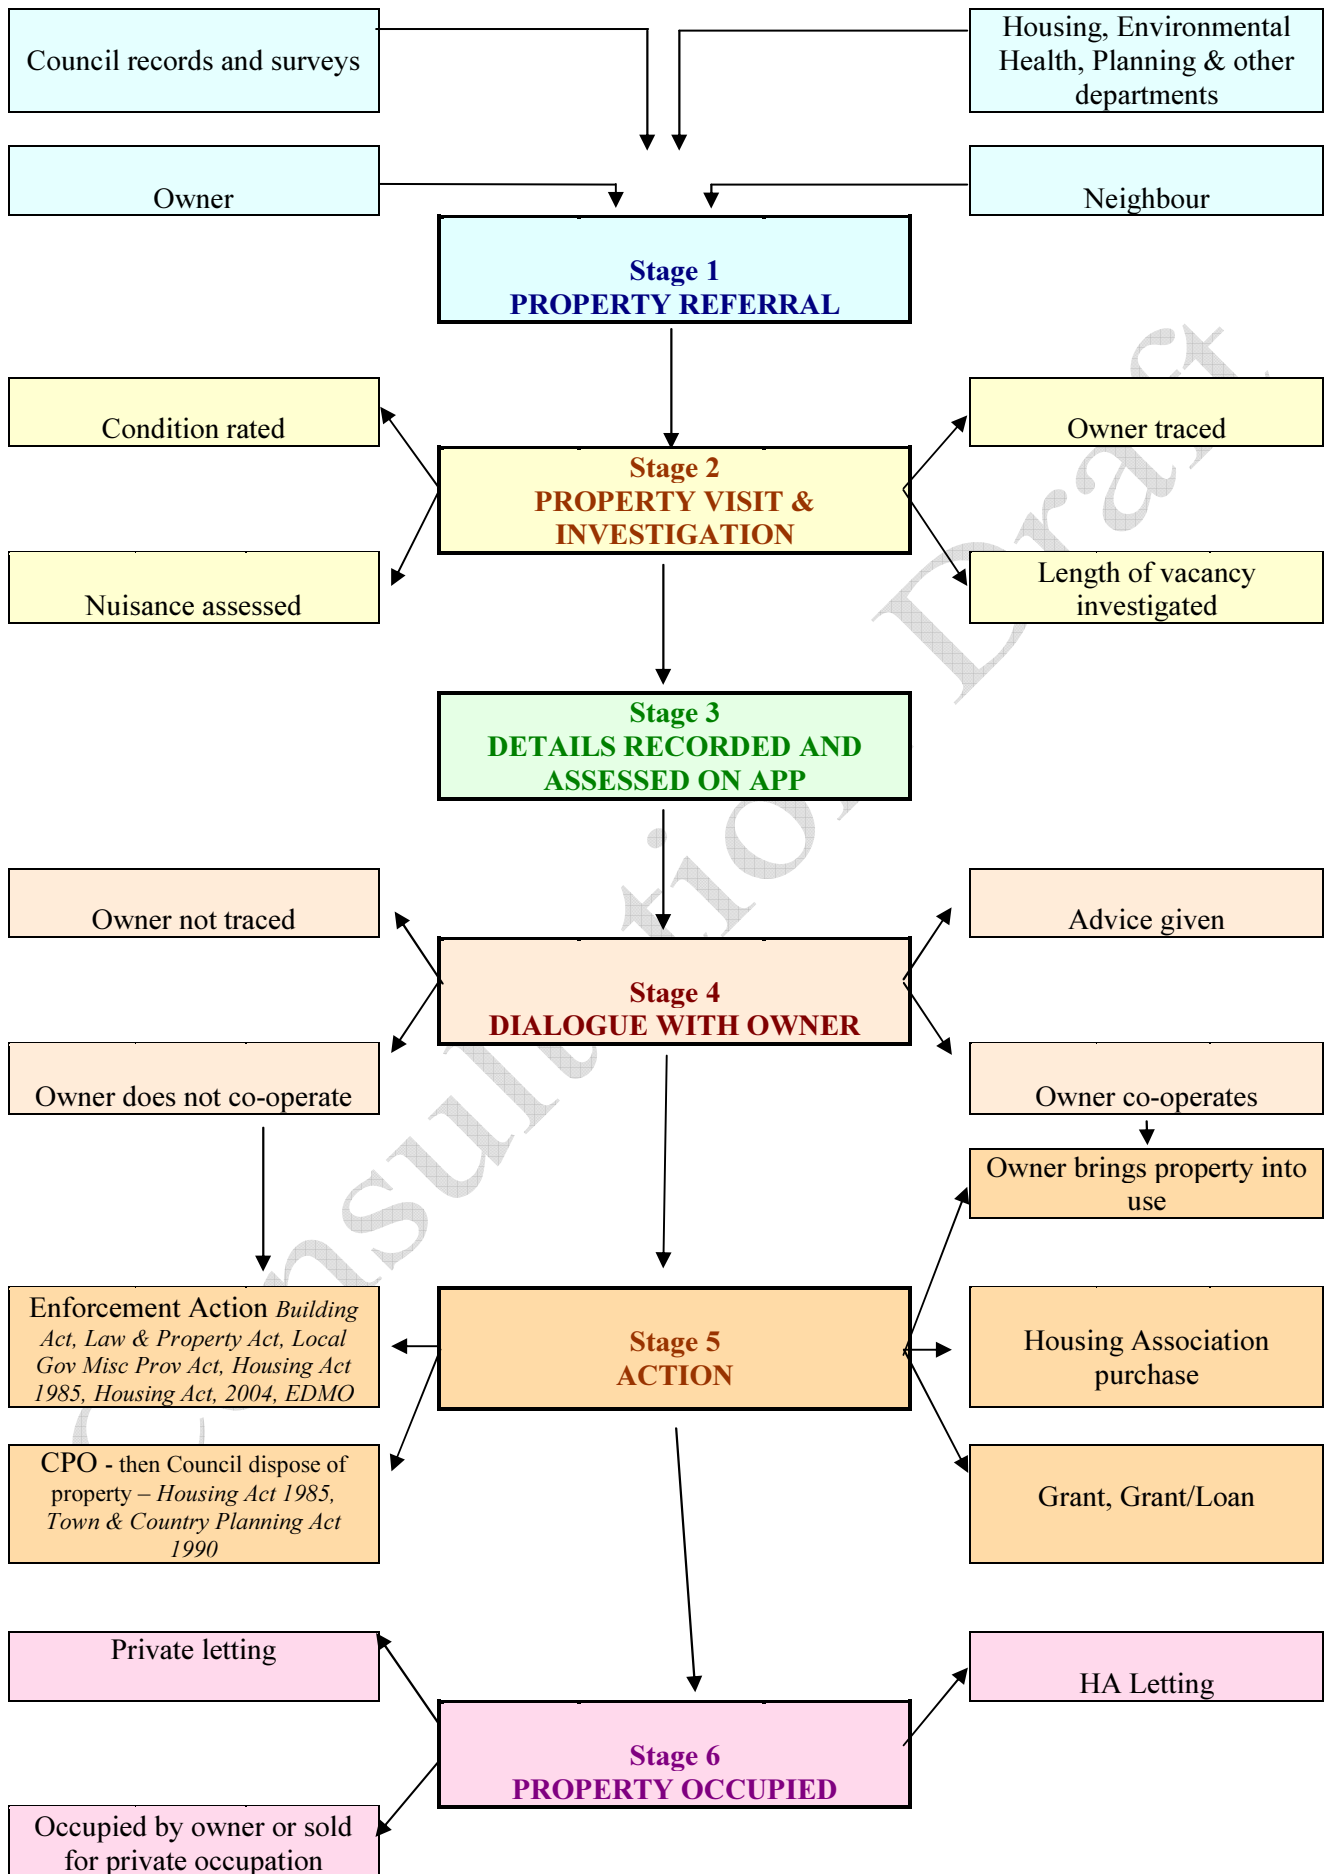 Council records and surveys
Housing, Environmental
Health, Planning & other
departments
Owner
Neighbour
Stage 1
PROPERTY REFERRAL
Condition rated
Owner traced
Stage 2
PROPERTY VISIT &
INVESTIGATION
Nuisance assessed
Length of vacancy
investigated
Stage 3
DETAILS RECORDED AND
ASSESSED ON APP
Owner not traced
Advice given
Stage 4
DIALOGUE WITH OWNER
Owner does not co-operate
Owner co-operates
Owner brings property into
use
Enforcement Action Building
Act, Law & Property Act, Local
Gov Misc Prov Act, Housing Act
1985, Housing Act, 2004, EDMO
Stage 5
ACTION
Housing Association
purchase
CPO - then Council dispose of
property – Housing Act 1985,
Town & Country Planning Act
1990
Grant, Grant/Loan
Private letting
HA Letting
Stage 6
PROPERTY OCCUPIED
Occupied by owner or sold
for private occupation
Consultation Draft